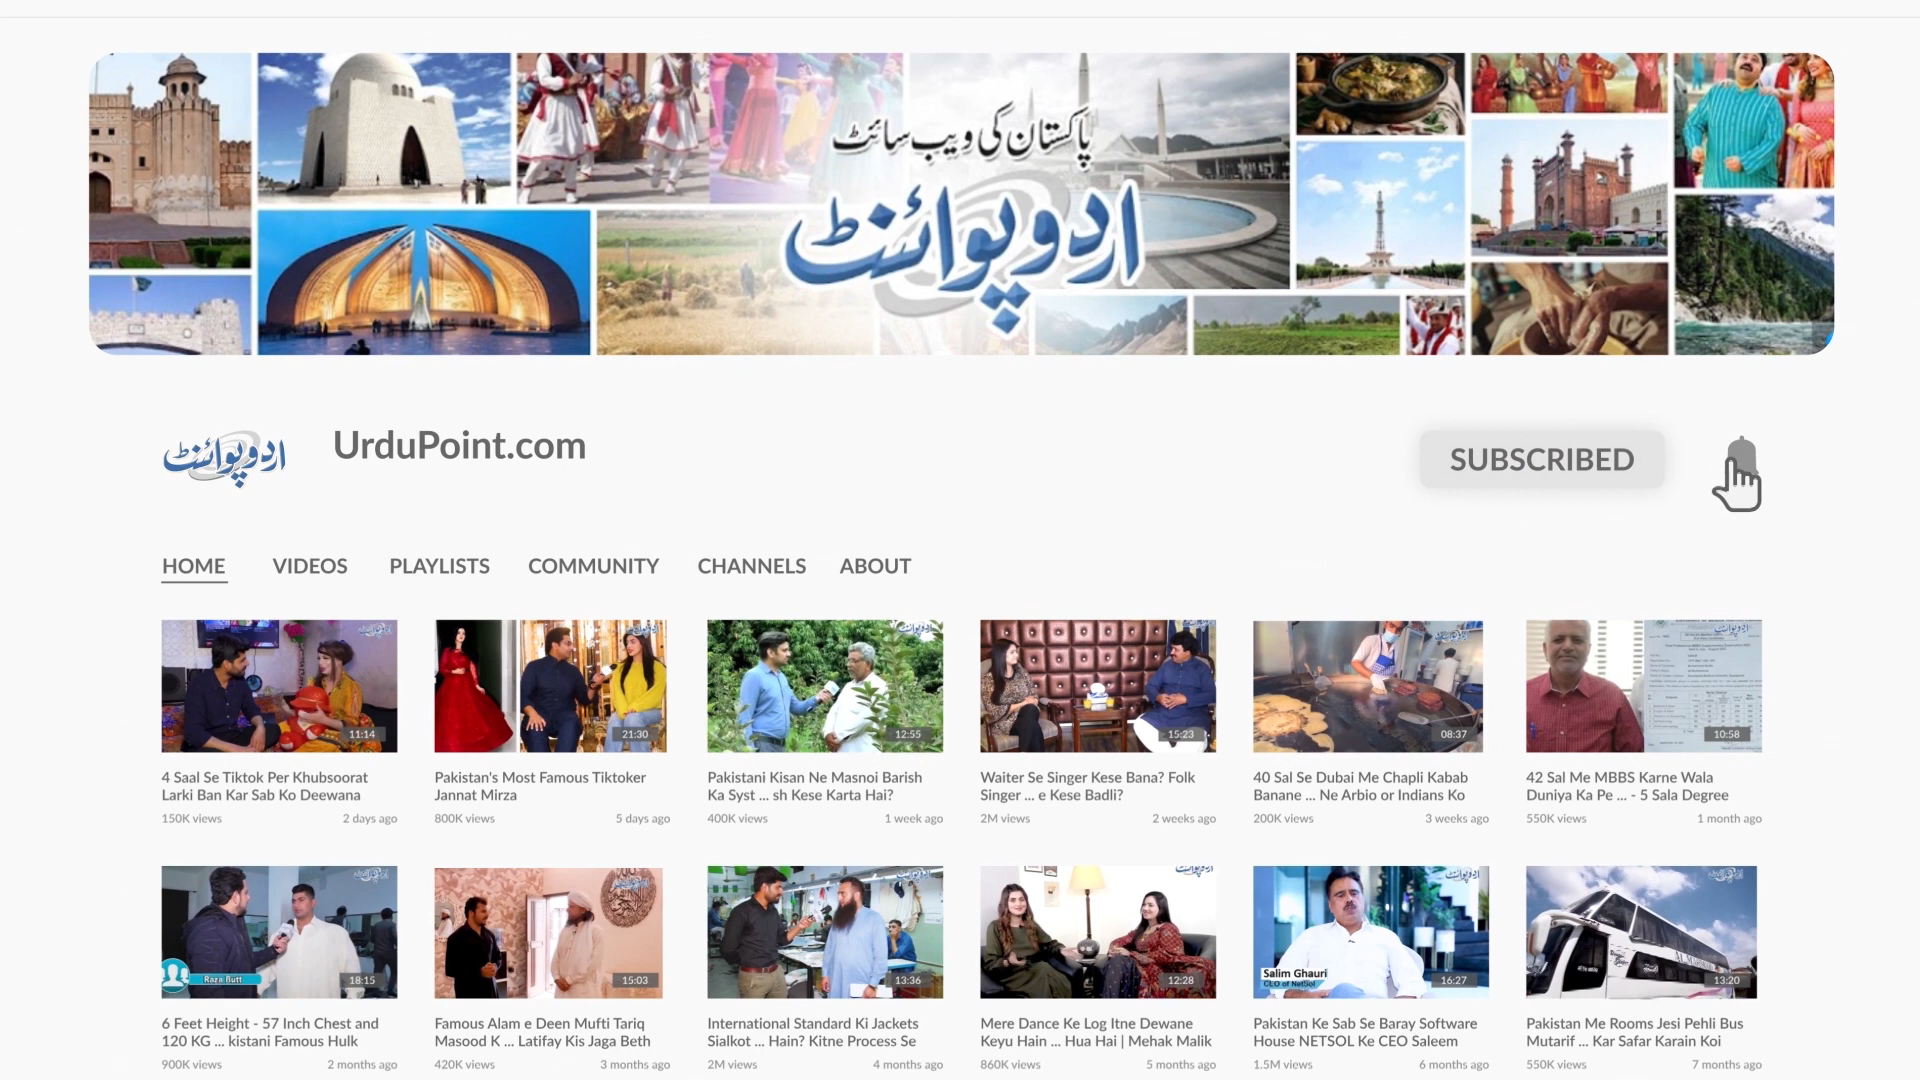 پاکستان کی ویب سائٹ
اردو پوائنٹ
اردو پوائنٹ
UrduPoint.com
SUBSCRIBED
HOME
VIDEOS
PLAYLISTS
COMMUNITY
CHANNELS
ABOUT
11:14
21:30
12:55
15:23
08:37
10:58
4 Saal Se Tiktok Per Khubsoorat
Larki Ban Kar Sab Ko Deewana
150K views
2 days ago
Pakistan's Most Famous Tiktoker
Jannat Mirza
800K views
5 days ago
Pakistani Kisan Ne Masnoi Barish
Ka Syst ... sh Kese Karta Hai?
400K views
1 week ago
Waiter Se Singer Kese Bana? Folk
Singer ... e Kese Badli?
2M views
2 weeks ago
40 Sal Se Dubai Me Chapli Kabab
Banane ... Ne Arbio or Indians Ko
200K views
3 weeks ago
42 Sal Me MBBS Karne Wala
Duniya Ka Pe ... - 5 Sala Degree
550K views
1 month ago
Raza Butt
18:15
15:03
13:36
12:28
Salim Ghauri
CEO of NetSol
16:27
13:20
6 Feet Height - 57 Inch Chest and
120 KG ... kistani Famous Hulk
900K views
2 months ago
Famous Alam e Deen Mufti Tariq
Masood K ... Latifay Kis Jaga Beth
420K views
3 months ago
International Standard Ki Jackets
Sialkot ... Hain? Kitne Process Se
2M views
4 months ago
Mere Dance Ke Log Itne Dewane
Keyu Hain ... Hua Hai | Mehak Malik
860K views
5 months ago
Pakistan Ke Sab Se Baray Software
House NETSOL Ke CEO Saleem
1.5M views
6 months ago
Pakistan Me Rooms Jesi Pehli Bus
Mutarif ... Kar Safar Karain Koi
550K views
7 months ago